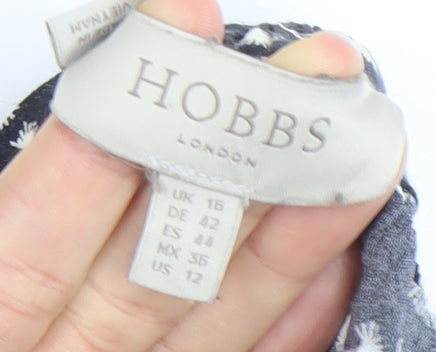 VIETNAM
HOBBS
LONDON
UK 16
DE 42
ES 44
MX 36
US 12